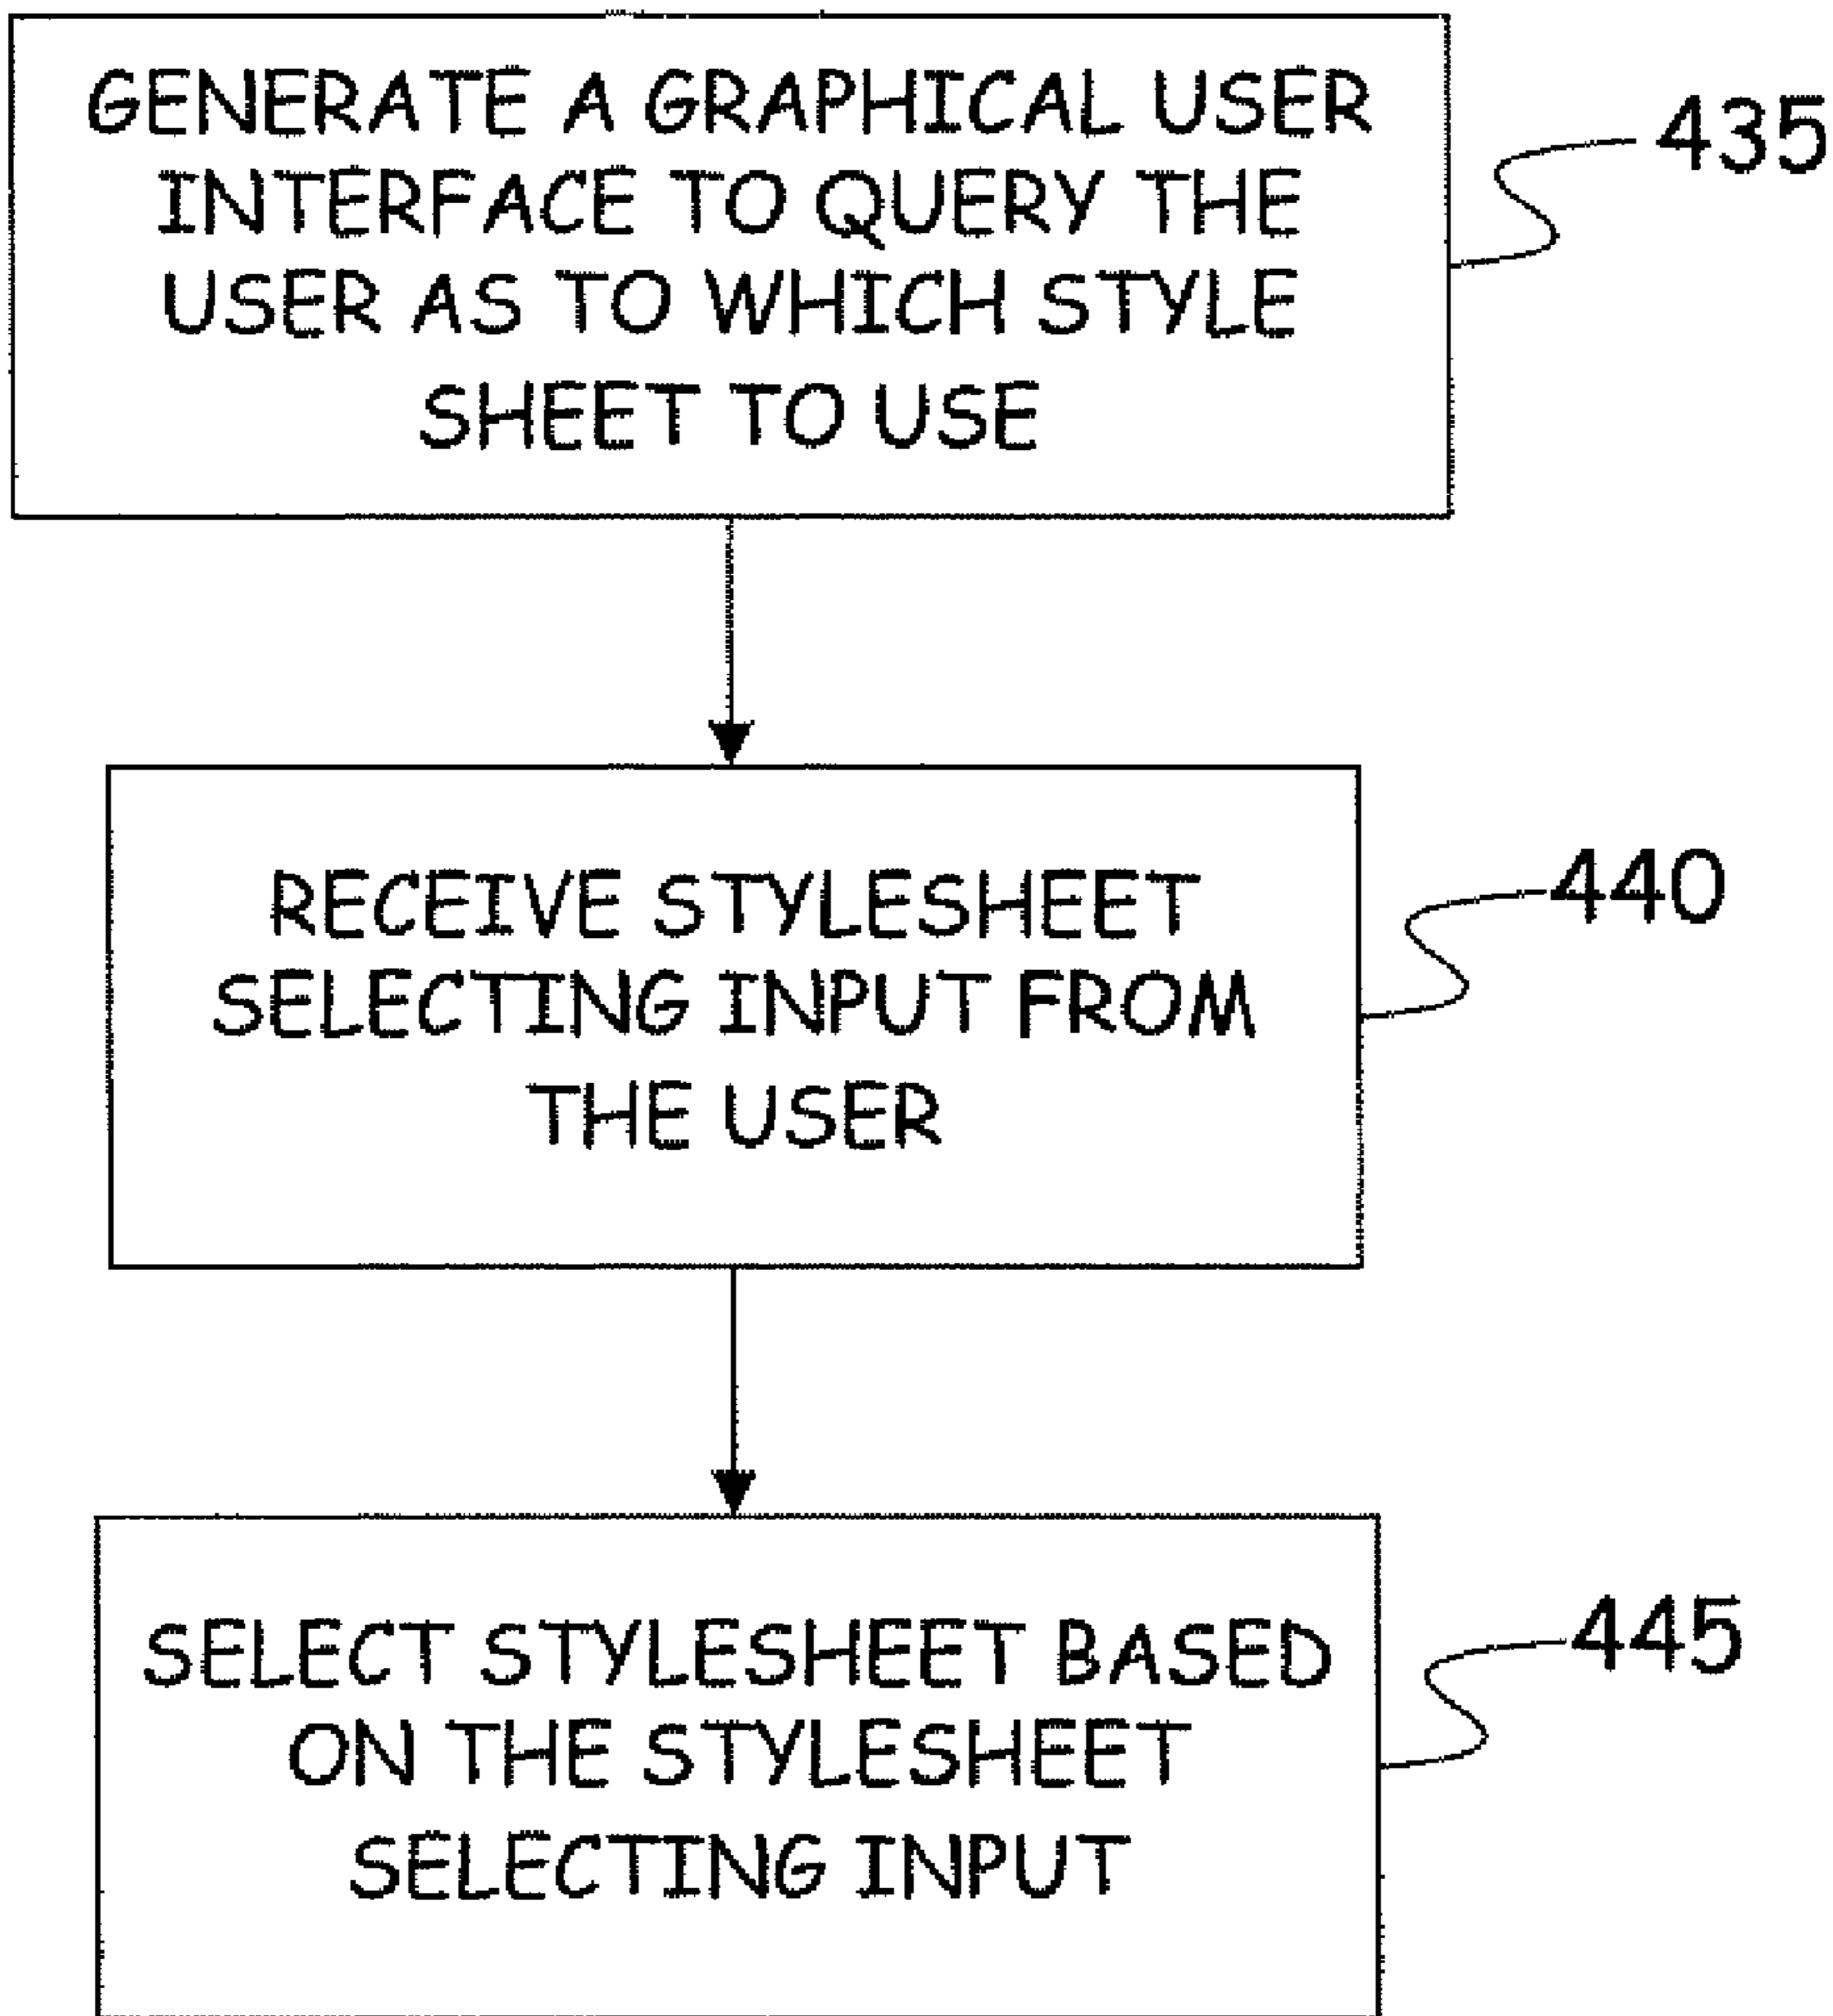 GENERATE A GRAPHICAL USER
INTERFACE TO QUERY THE
USER AS TO WHICH STYLE
SHEET TO USE
435
RECEIVE STYLESHEET
SELECTING INPUT FROM
THE USER
440
SELECT STYLESHEET BASED
ON THE STYLESHEET
SELECTING INPUT
445